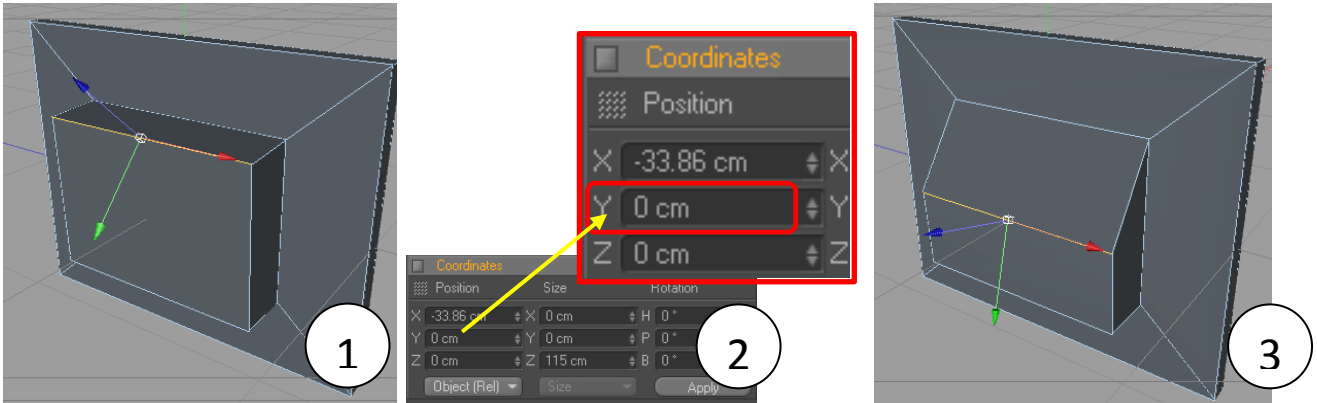 Coordinates
Position
X -33.86 cm X
Y 0 cm Y
Z 0 cm Z
Coordinates
Position Size Rotation
X -33.86 cm X 0 cm H 0 °
Y 0 cm Y 0 cm P 0 °
Z 0 cm Z 115 cm B 0 °
Object (Rel) Size Apply
1
2
3